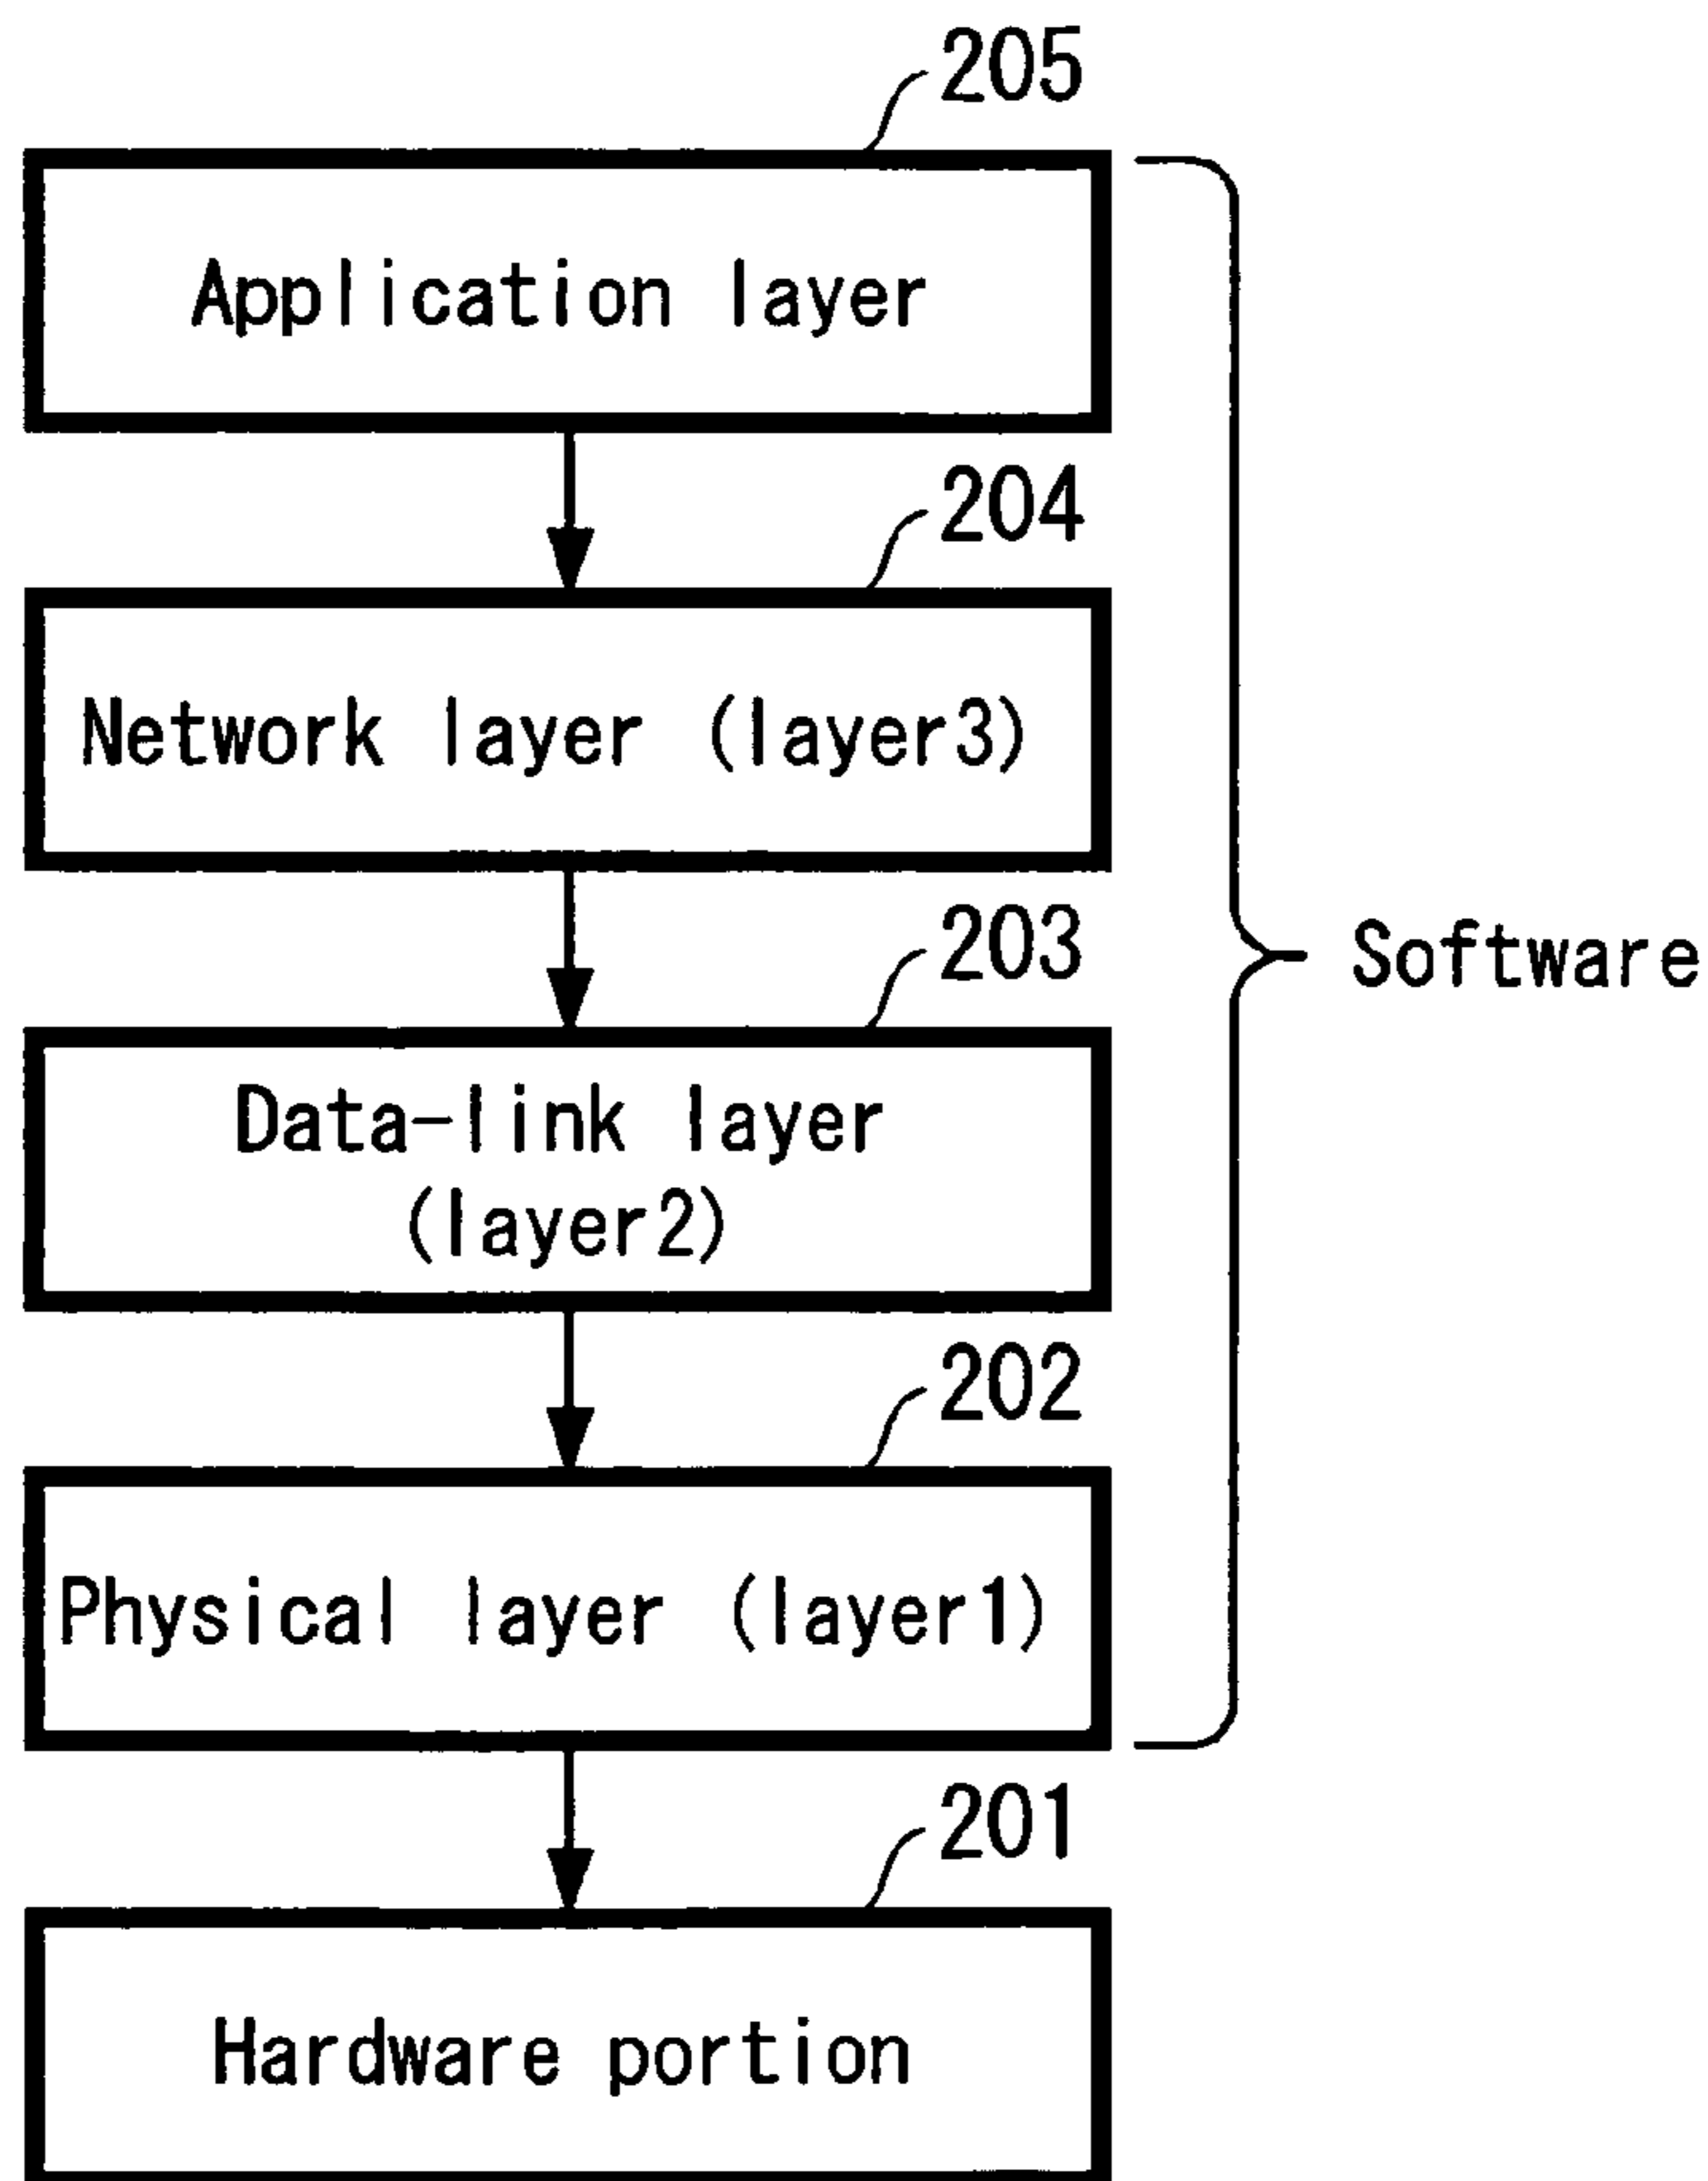 205
Application layer
204
Network layer (layer3)
203
Software
Data-link layer
(layer2)
202
Physical layer (layer1)
201
Hardware portion